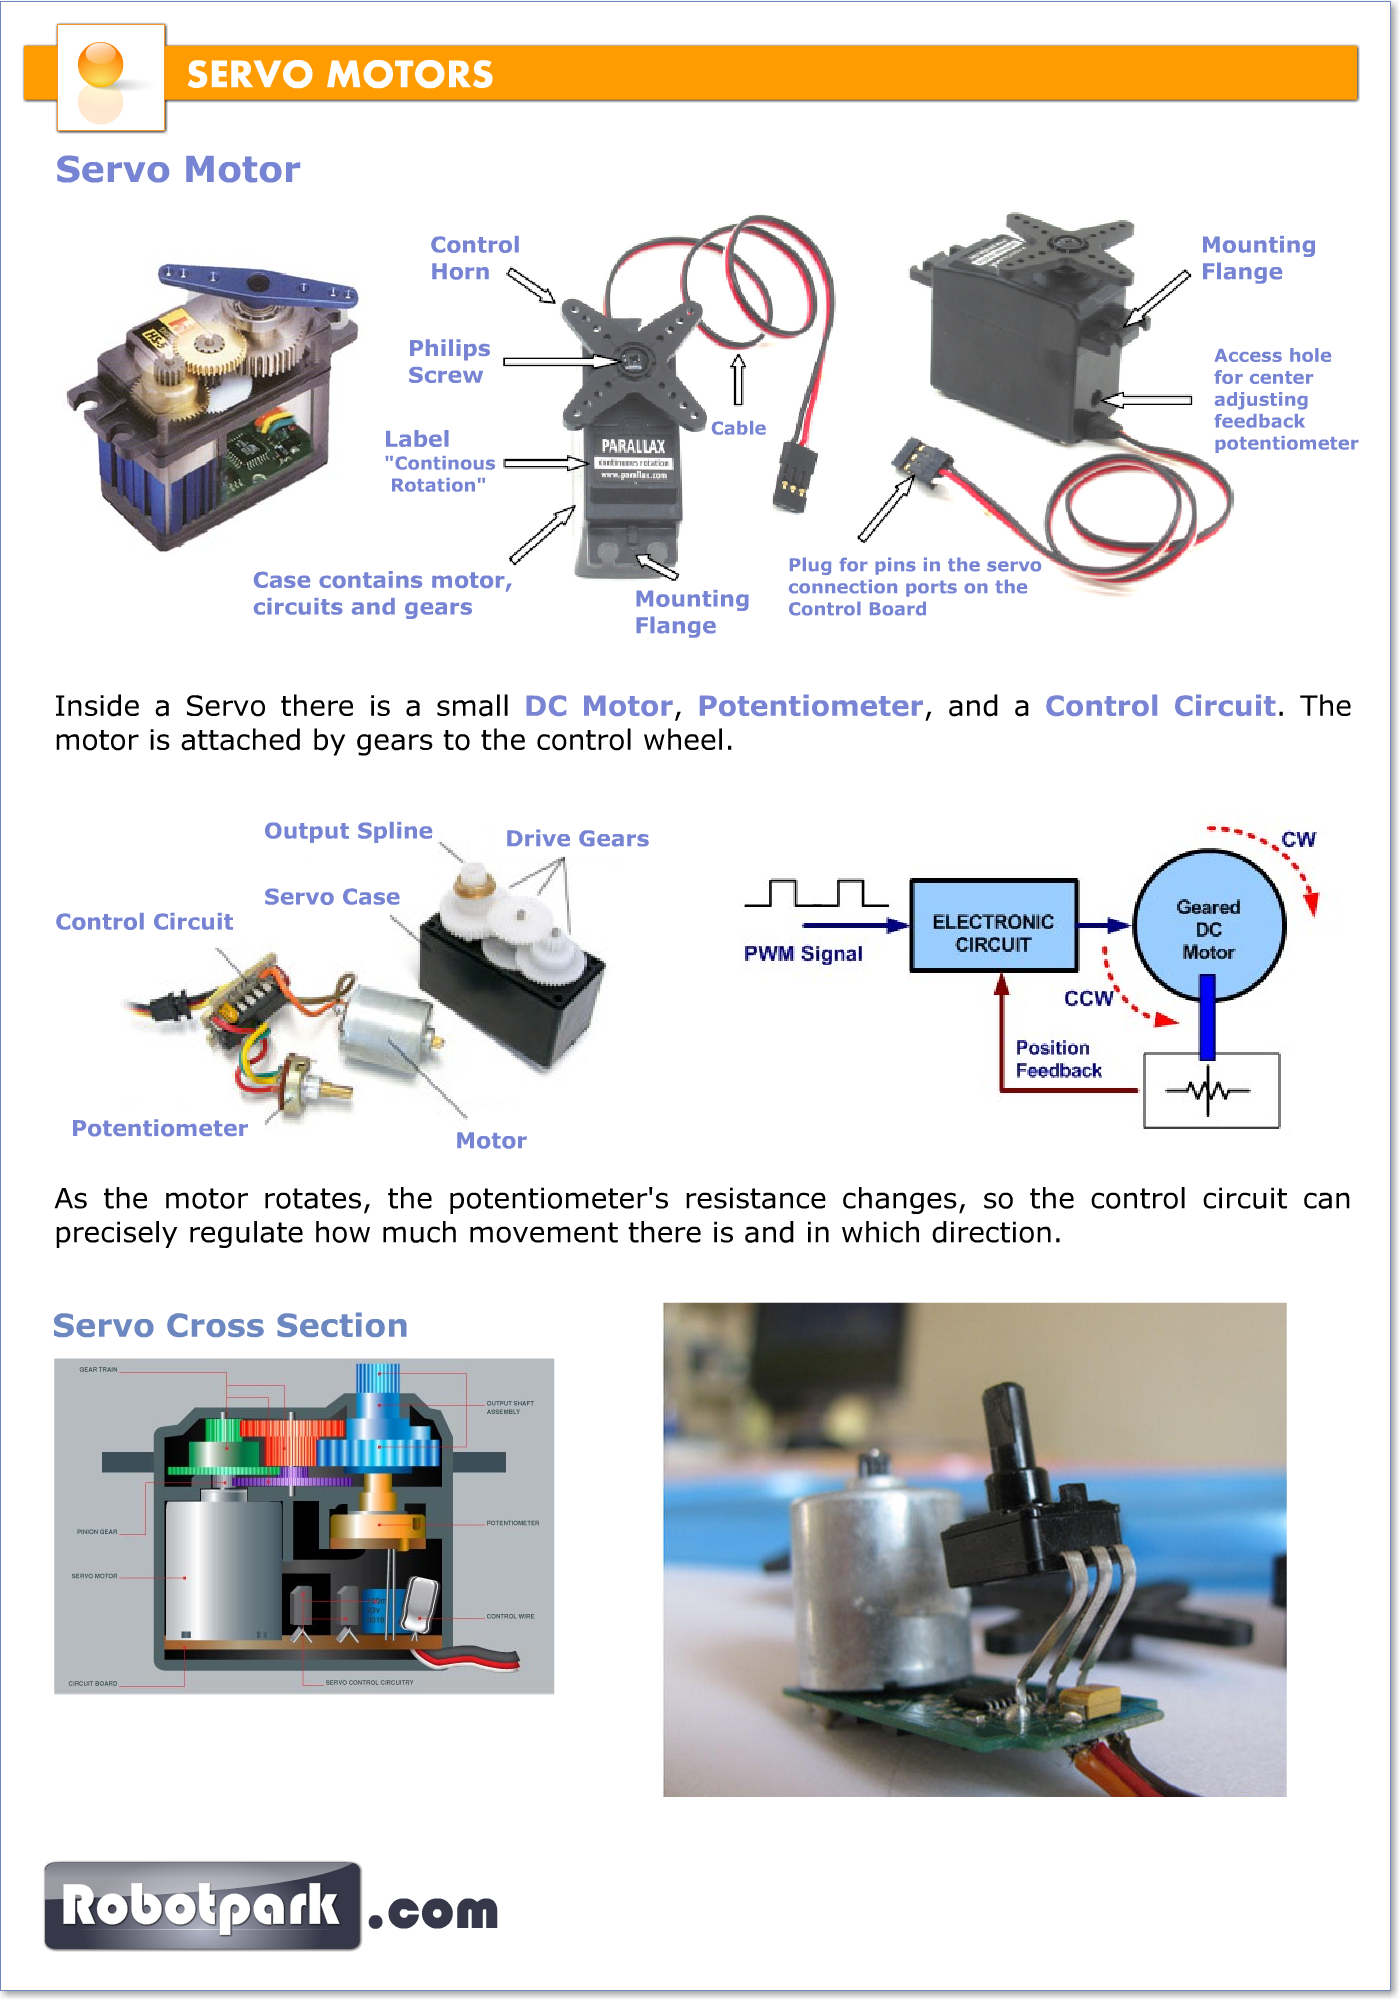 SERVO MOTORS
Servo Motor
Control
Horn
Philips
Screw
Label
"Continous
Rotation"
Case contains motor,
circuits and gears
PARALLAX
continuous rotation
www.parallax.com
Cable
Mounting
Flange
Mounting
Flange
Access hole
for center
adjusting
feedback
potentiometer
Plug for pins in the servo
connection ports on the
Control Board
Inside a Servo there is a small DC Motor, Potentiometer, and a Control Circuit. The
motor is attached by gears to the control wheel.
Output Spline
Drive Gears
Servo Case
Control Circuit
Potentiometer
Motor
PWM Signal
ELECTRONIC
CIRCUIT
Geared
DC
Motor
CW
CCW
Position
Feedback
As the motor rotates, the potentiometer's resistance changes, so the control circuit can
precisely regulate how much movement there is and in which direction.
Servo Cross Section
GEAR TRAIN
OUTPUT SHAFT
ASSEMBLY
PINION GEAR
POTENTIOMETER
SERVO MOTOR
CONTROL WIRE
CIRCUIT BOARD
SERVO CONTROL CIRCUITRY
Robotpark.com